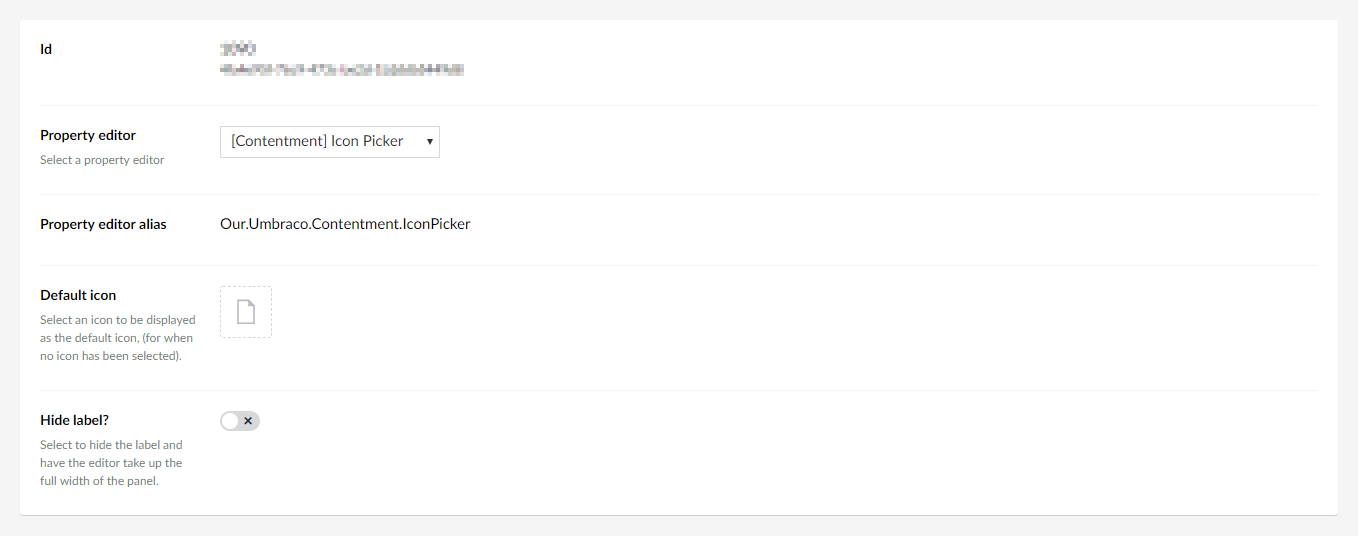 Id
Property editor
[Contentment] Icon Picker
Select a property editor
Property editor alias
Our.Umbraco.Contentment.IconPicker
Default icon
Select an icon to be displayed
as the default icon, (for when
no icon has been selected).
Hide label?
Select to hide the label and
have the editor take up the
full width of the panel.